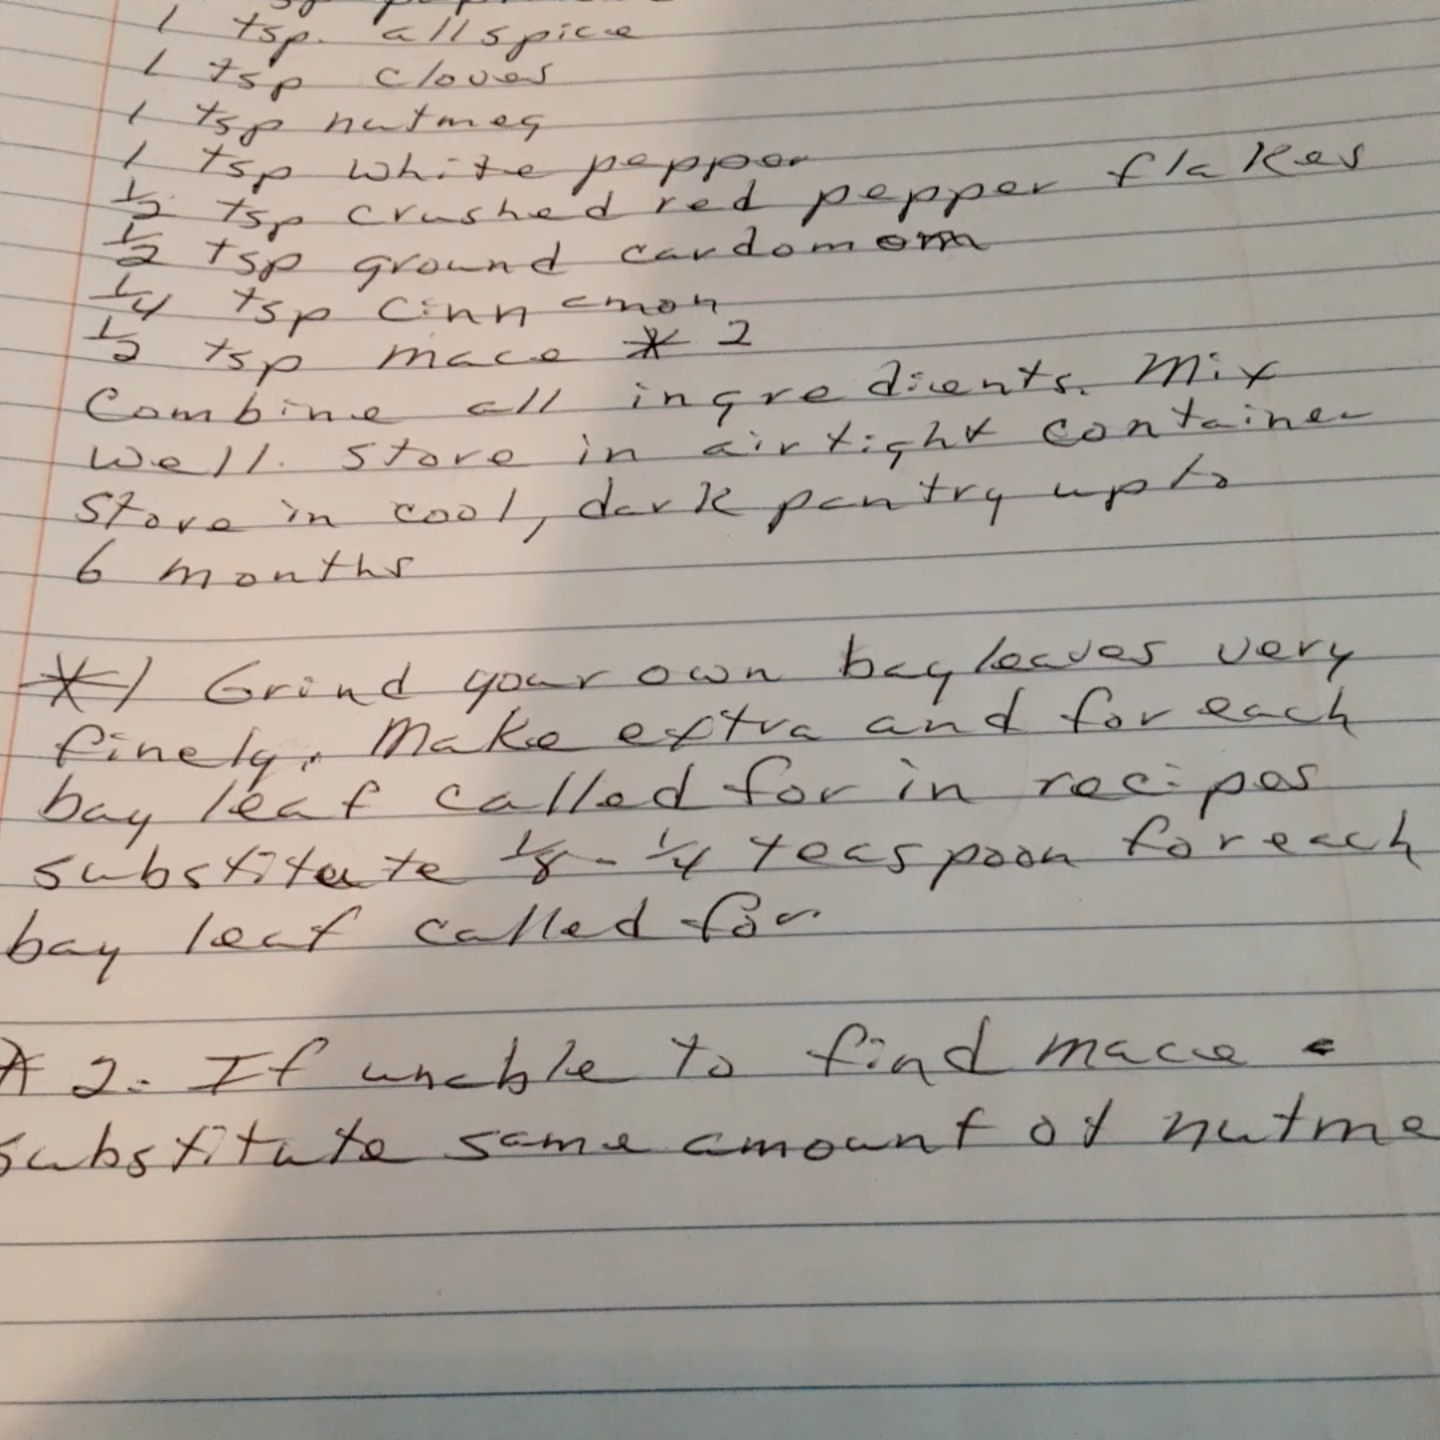 1 tsp. allspice
1 tsp cloves
1 tsp nutmeg
1 tsp white pepper
1/2 tsp crushed red pepper flakes
1/2 tsp ground cardomom
1/4 tsp cinnamon
1/2 tsp mace * 2
Combine all ingredients. Mix
well. Store in air tight container
Store in cool, dark pantry up to
6 months
*1 Grind your own bay leaves very
finely. Make extra and for each
bay leaf called for in recipes
substitute 1/8 - 1/4 teaspoon for each
bay leaf called for
* 2. If unable to find mace -
substitute same amount of nutme